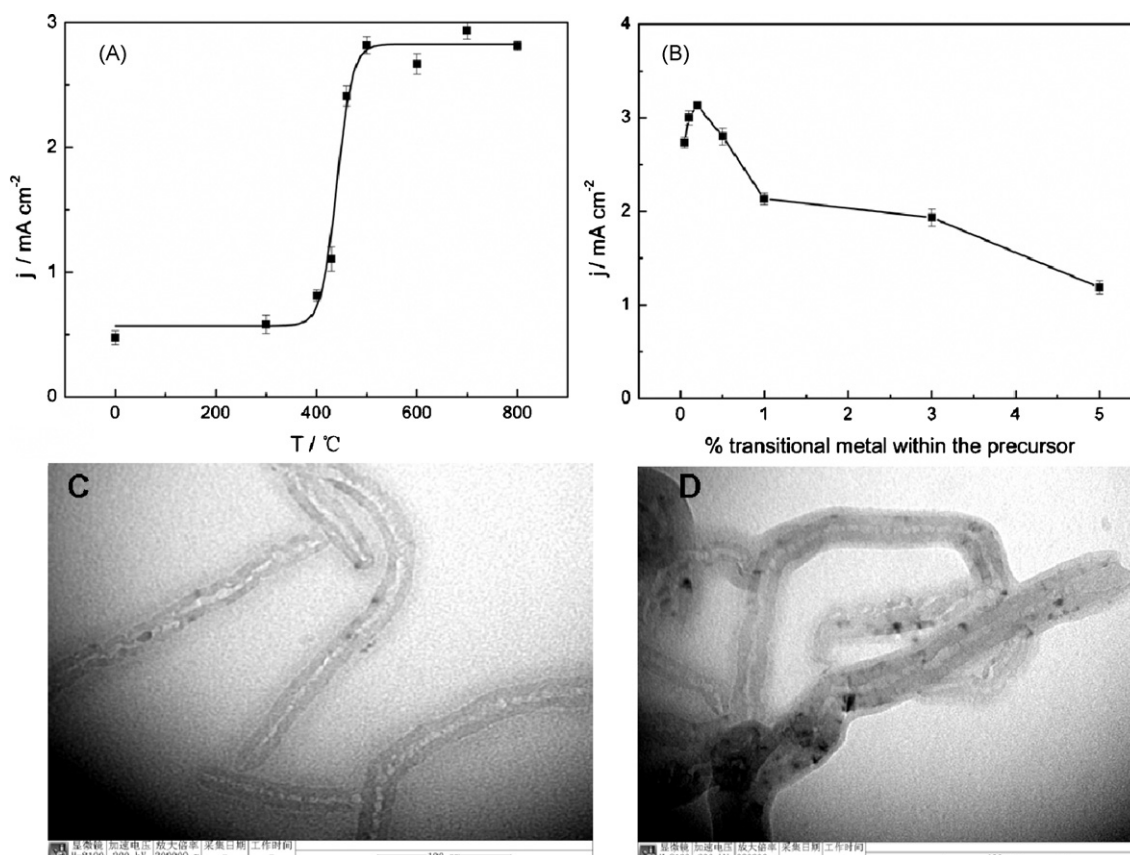 (A)
j / mA cm-2
3
2
1
0
0 200 400 600 800
T / ℃
(B)
j / mA cm-2
4
3
2
1
0
0 1 2 3 4 5
% transitional metal within the precursor
C
显微镜 加速电压 放大倍率 采集日期 工作时间
D
显微镜 加速电压 放大倍率 采集日期 工作时间